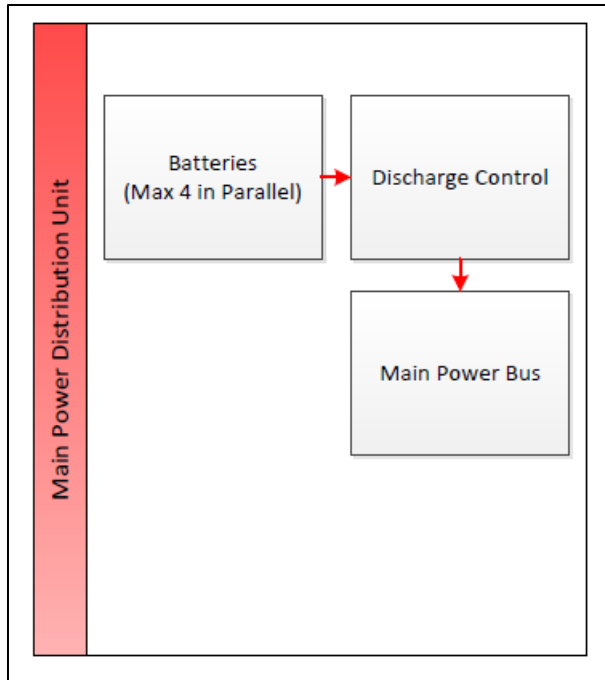 Main Power Distribution Unit
Batteries
(Max 4 in Parallel)
Discharge Control
Main Power Bus